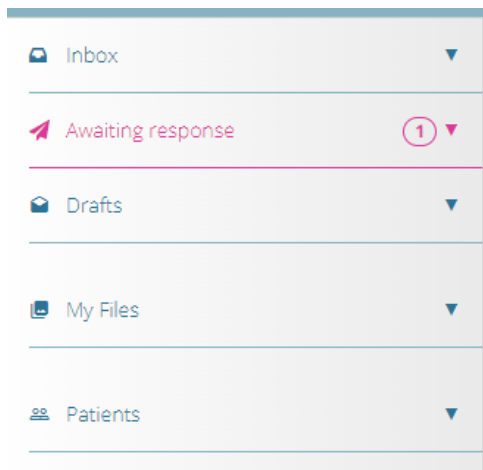 Inbox
Awaiting response 1
Drafts
My Files
Patients